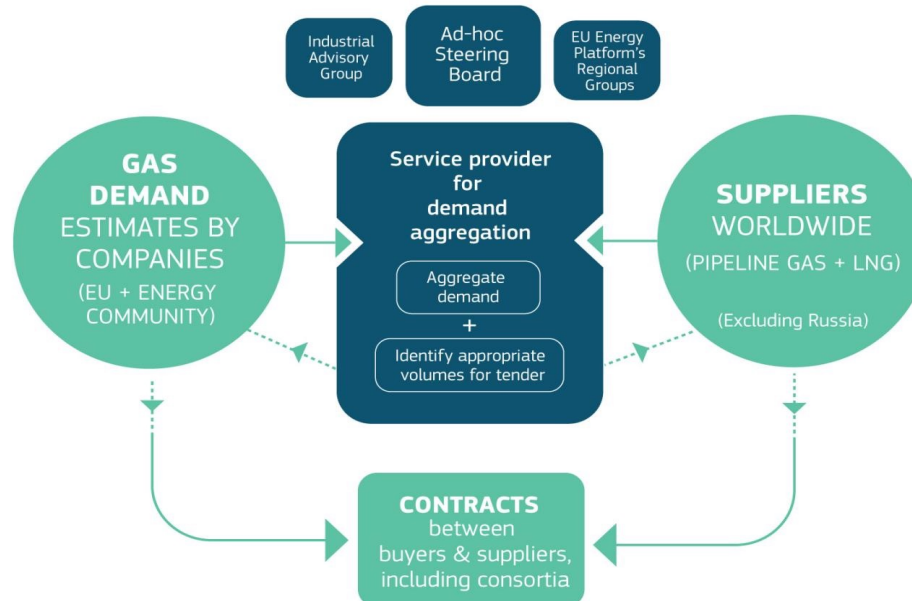 Industrial
Advisory
Group
Ad-hoc
Steering
Board
EU Energy
Platform's
Regional
Groups
GAS
DEMAND
ESTIMATES BY
COMPANIES
(EU + ENERGY
COMMUNITY)
Service provider
for
demand
aggregation
Aggregate
demand
+
Identify appropriate
volumes for tender
SUPPLIERS
WORLDWIDE
(PIPELINE GAS + LNG)
(Excluding Russia)
CONTRACTS
between
buyers & suppliers,
including consortia